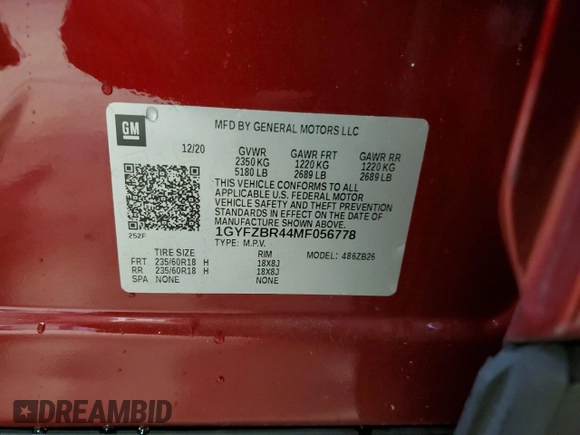 GM
MFD BY GENERAL MOTORS LLC
12/20 GVWR GAWR FRT GAWR RR
2350 KG 1220 KG 1220 KG
5180 LB 2689 LB 2689 LB
THIS VEHICLE CONFORMS TO ALL
APPLICABLE U.S. FEDERAL MOTOR
VEHICLE SAFETY, BUMPER, AND THEFT
PREVENTION STANDARDS IN EFFECT ON
THE DATE OF MANUFACTURE SHOWN ABOVE.
252F
1GYFZBR44MF056778
TYPE: M.P.V.
MODEL: 486ZB26
TIRE SIZE RIM
FRT 235/60R18 H 18X8J
RR 235/60R18 H 18X8J
SPA NONE NONE
DREAMBID